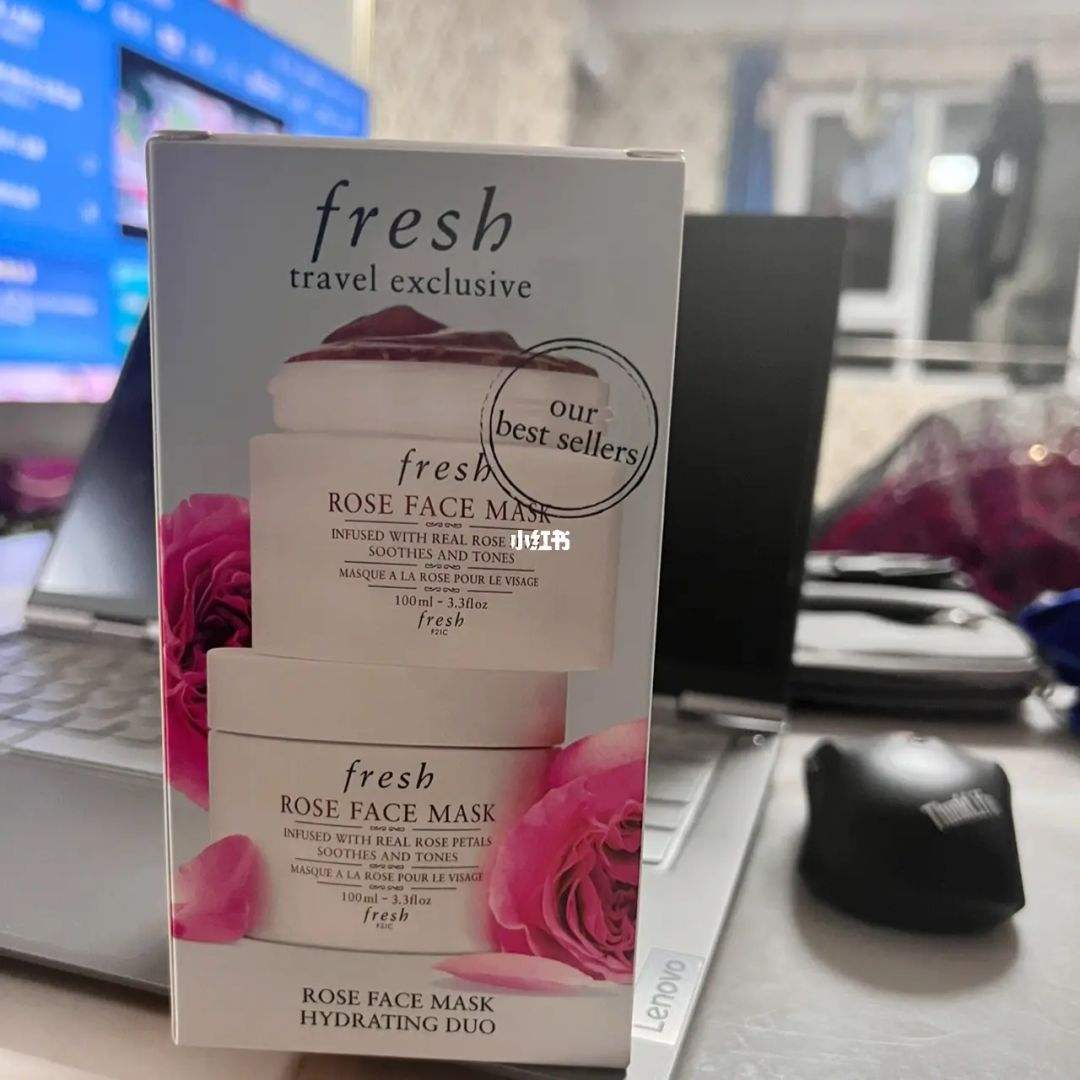 fresh
travel exclusive
our
best sellers
fresh
ROSE FACE MASK
INFUSED WITH REAL ROSE
小红书
SOOTHES AND TONES
MASQUE A LA ROSE POUR LE VISAGE
100ml - 3.3floz
fresh
F21C
fresh
ROSE FACE MASK
INFUSED WITH REAL ROSE PETALS
SOOTHES AND TONES
MASQUE A LA ROSE POUR LE VISAGE
100ml - 3.3floz
fresh
F21C
ROSE FACE MASK
HYDRATING DUO
Lenovo